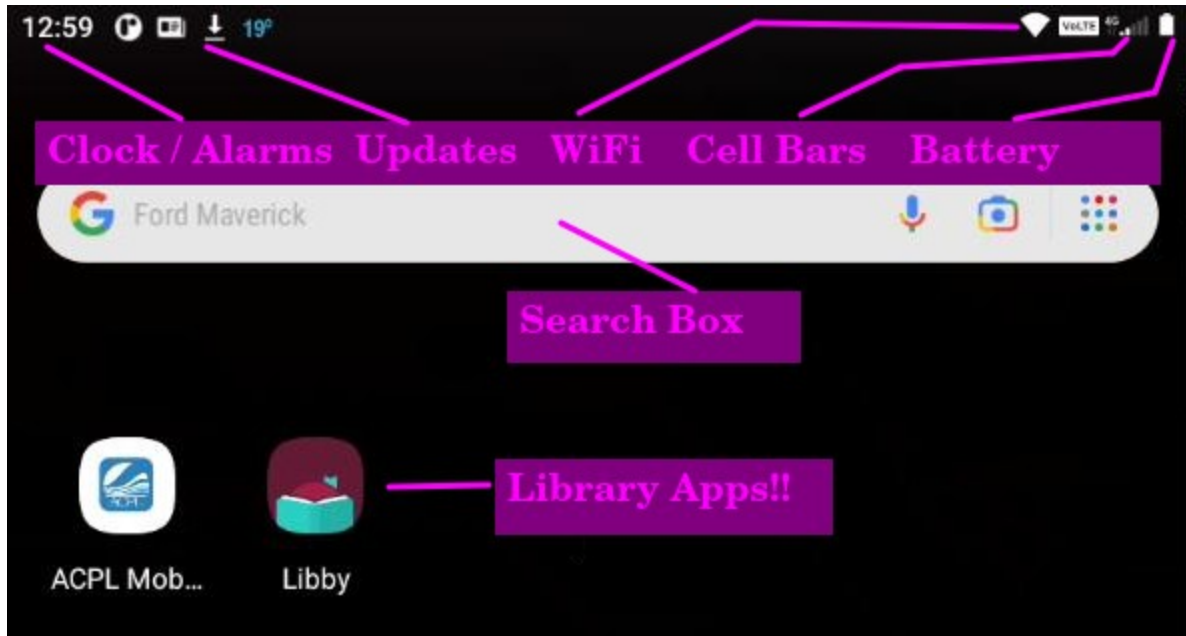 12:59 19°
VoLTE 4G
Clock / Alarms Updates WiFi Cell Bars Battery
G Ford Maverick
Search Box
ACPL
Library Apps!!
ACPL Mob... Libby